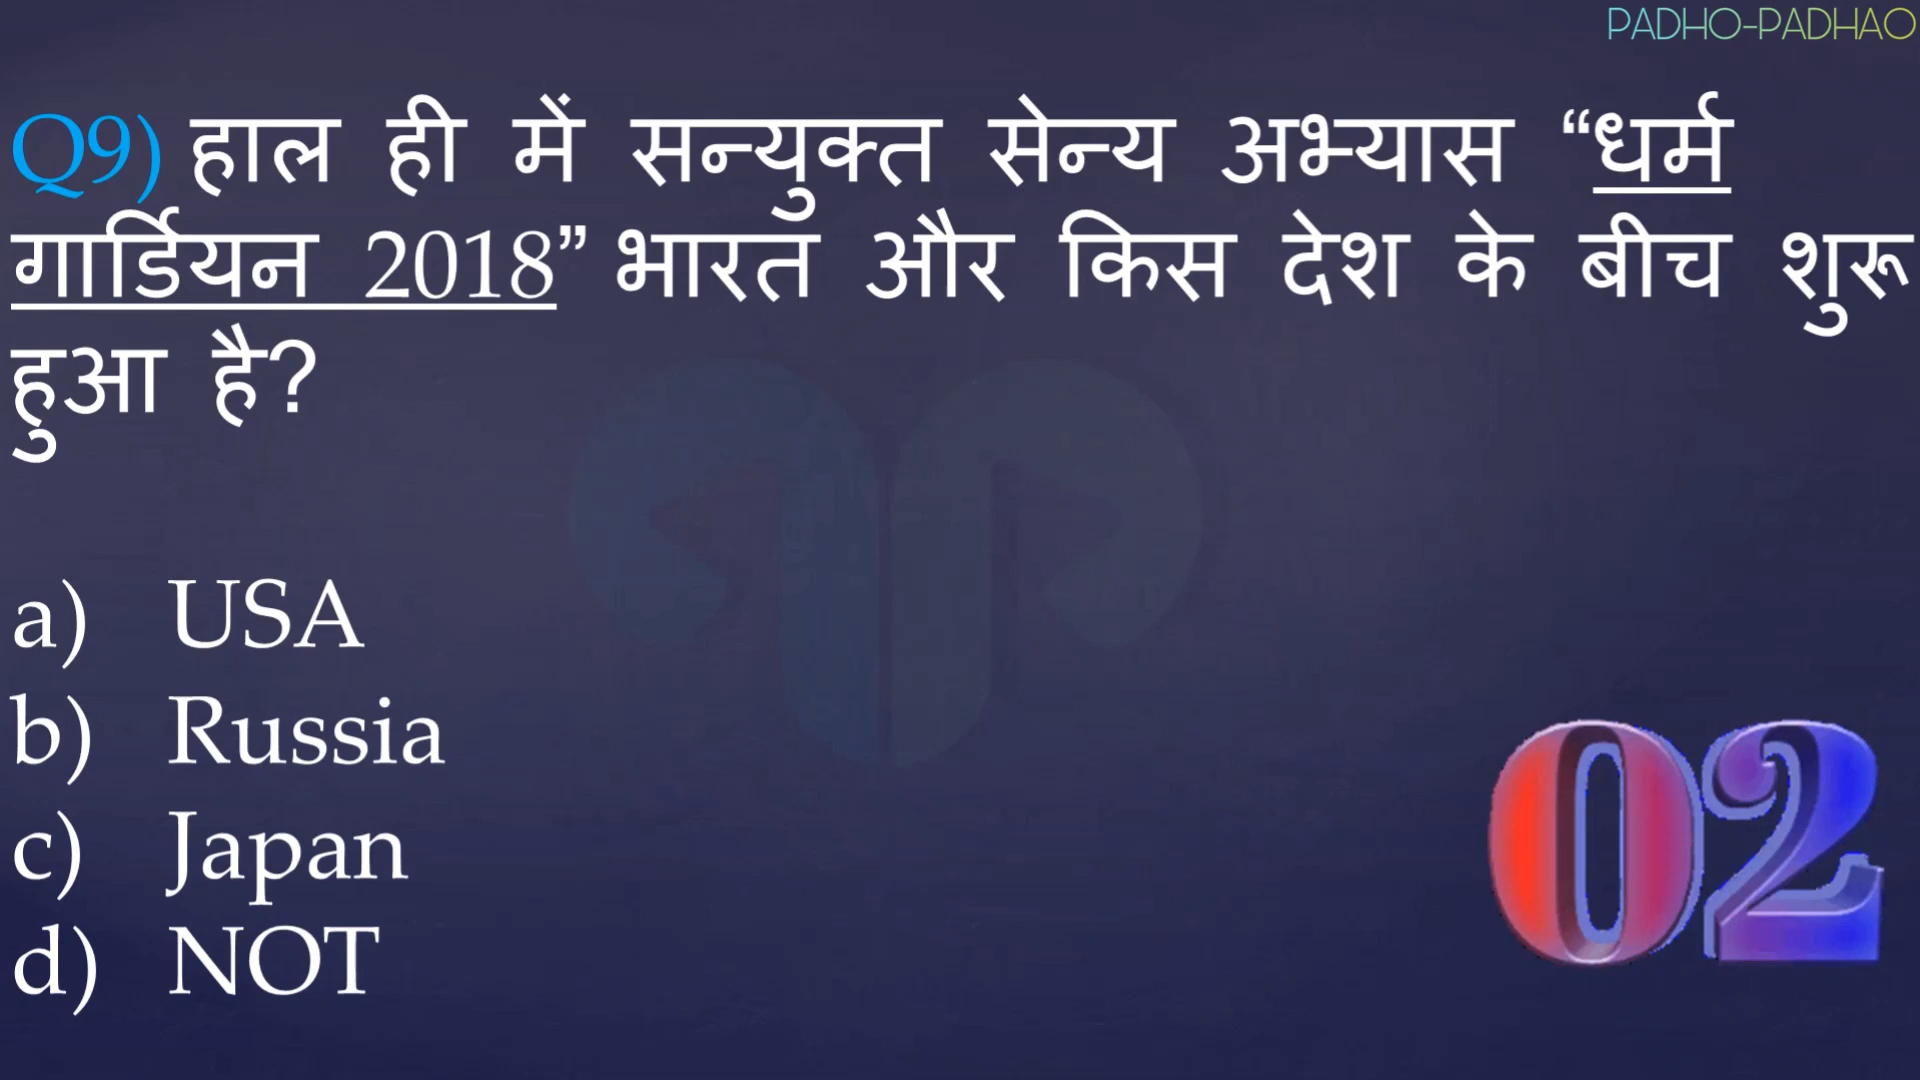 PADHO-PADHAO
Q9) हाल ही में सन्युक्त सेन्य अभ्यास “धर्म
गार्डियन 2018” भारत और किस देश के बीच शुरू
हुआ है?
a) USA
b) Russia
c) Japan
d) NOT
02